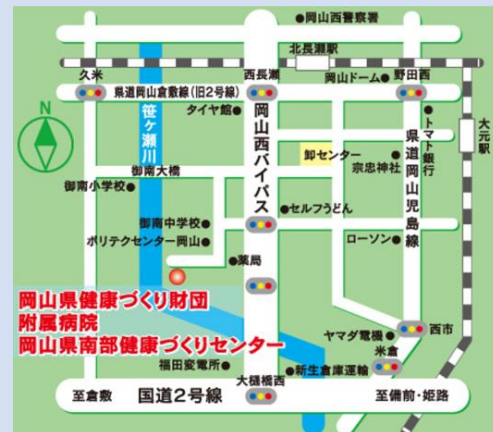 岡山西警察署
北長瀬駅
久米
西長瀬
岡山ドーム
野田西
県道岡山倉敷線(旧2号線)
タイヤ館
N
笹ヶ瀬川
岡山西バイパス
卸センター
宗忠神社
県道岡山児島線
トマト銀行
大元駅
御南大橋
御南小学校
御南中学校
セルフうどん
ポリテクセンター岡山
ローソン
薬局
岡山県健康づくり財団
附属病院
岡山県南部健康づくりセンター
ヤマダ電機
西市
米倉
福田変電所
新生倉庫運輸
大樋橋西
至倉敷
国道2号線
至備前・姫路